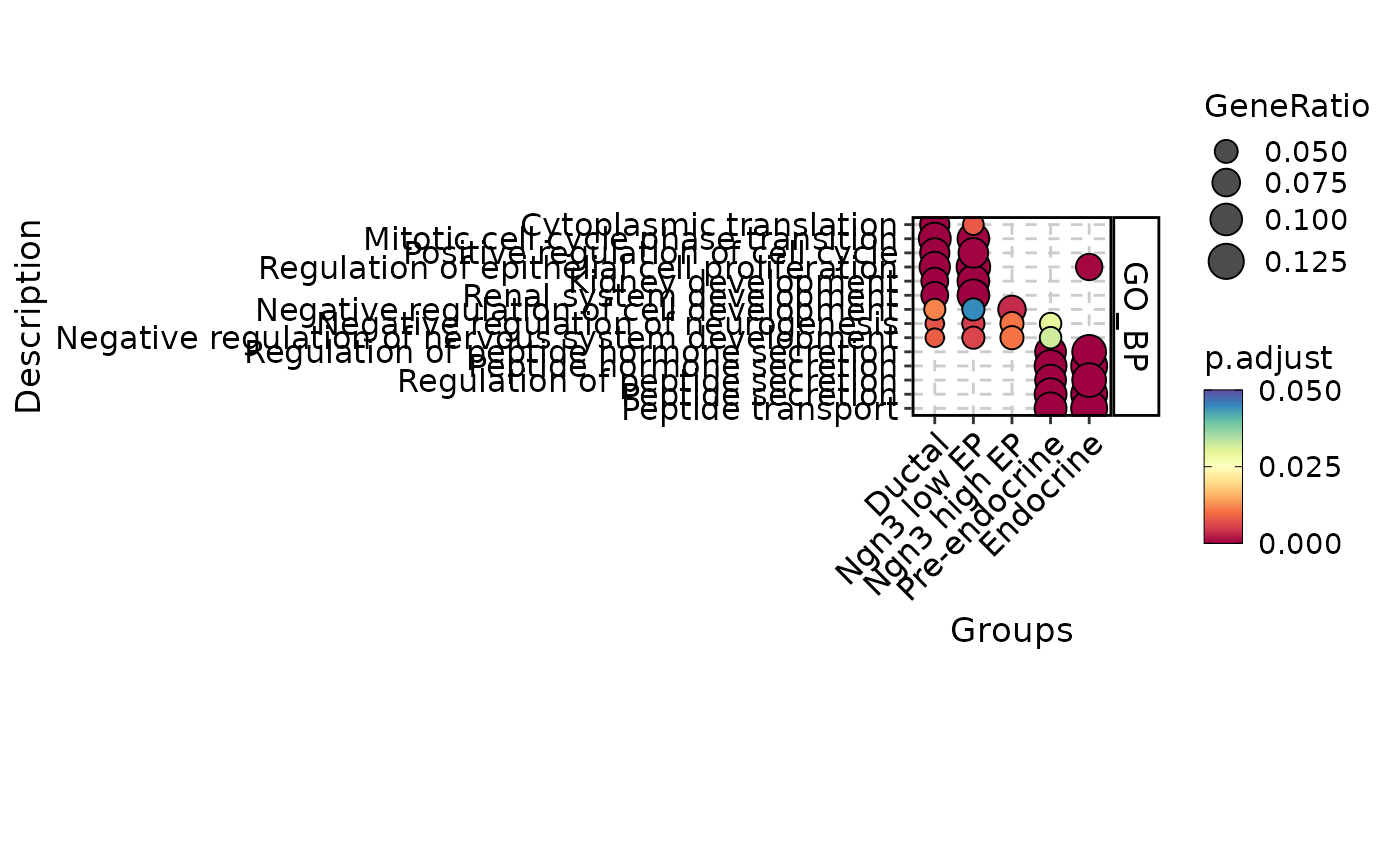 Description
Cytoplasmic translation
Mitotic cell cycle phase transition
Positive regulation of cell cycle
Regulation of epithelial cell proliferation
Kidney development
Renal system development
Negative regulation of cell development
Negative regulation of neurogenesis
Negative regulation of nervous system development
Regulation of peptide hormone secretion
Peptide hormone secretion
Regulation of peptide secretion
Peptide secretion
Peptide transport
GO_BP
Ductal
Ngn3 low EP
Ngn3 high EP
Pre-endocrine
Endocrine
Groups
GeneRatio
0.050
0.075
0.100
0.125
p.adjust
0.050
0.025
0.000